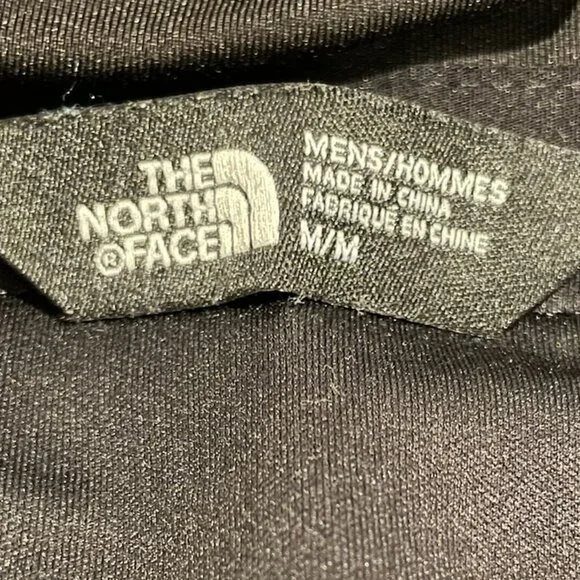 THE
NORTH
®FACE
MENS/HOMMES
MADE IN CHINA
FABRIQUE EN CHINE
M/M